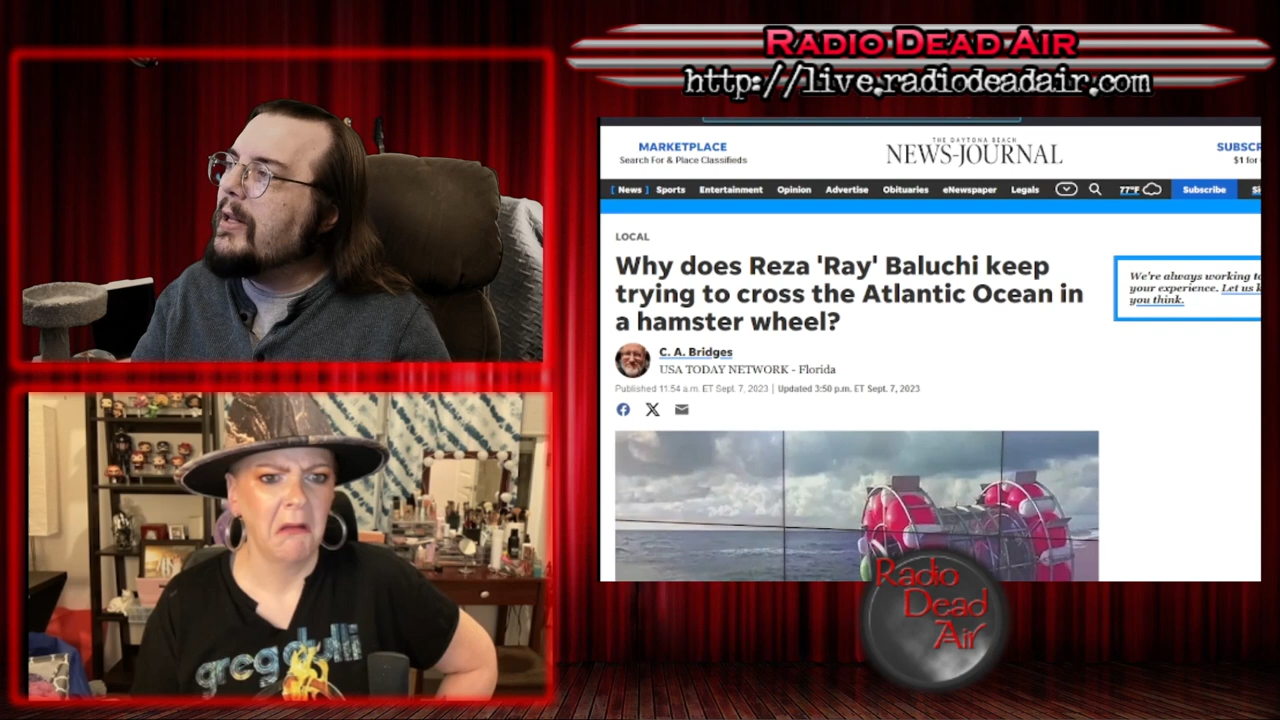 RADIO DEAD AIR
http://live.radiodeadair.com
MARKETPLACE
Search For & Place Classifieds
THE DAYTONA BEACH
NEWS-JOURNAL
SUBSCR
$1 for
[ News ] Sports Entertainment Opinion Advertise Obituaries eNewspaper Legals 77°F Subscribe Si
LOCAL
Why does Reza 'Ray' Baluchi keep
trying to cross the Atlantic Ocean in
a hamster wheel?
We're always working to
your experience. Let us k
you think.
C. A. Bridges
USA TODAY NETWORK - Florida
Published 11:54 a.m. ET Sept. 7, 2023 | Updated 3:50 p.m. ET Sept. 7, 2023
greg dulli
Radio
Dead
Air